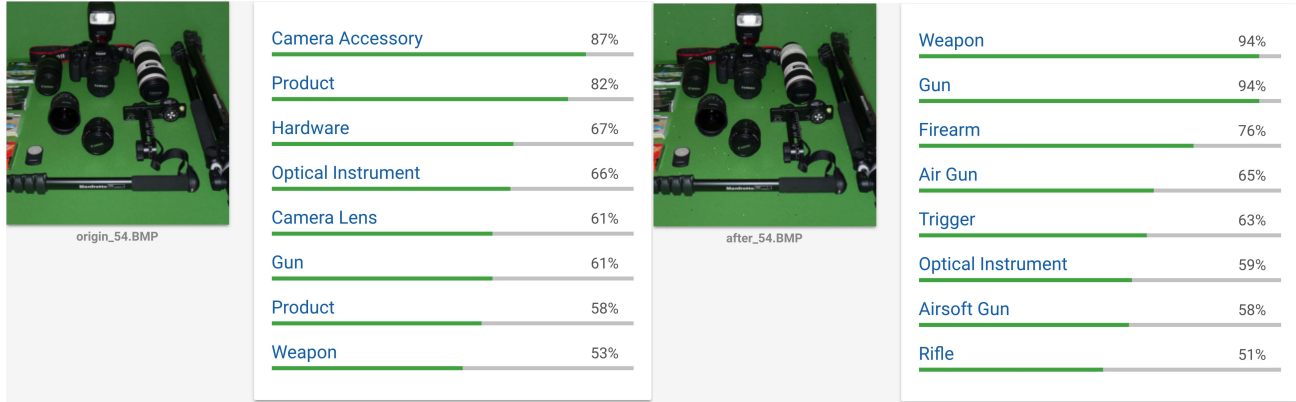 Camera Accessory 87%
Product 82%
Hardware 67%
Optical Instrument 66%
Camera Lens 61%
Gun 61%
Product 58%
Weapon 53%
Manfrotto
origin_54.BMP
Weapon 94%
Gun 94%
Firearm 76%
Air Gun 65%
Trigger 63%
Optical Instrument 59%
Airsoft Gun 58%
Rifle 51%
Manfrotto
after_54.BMP